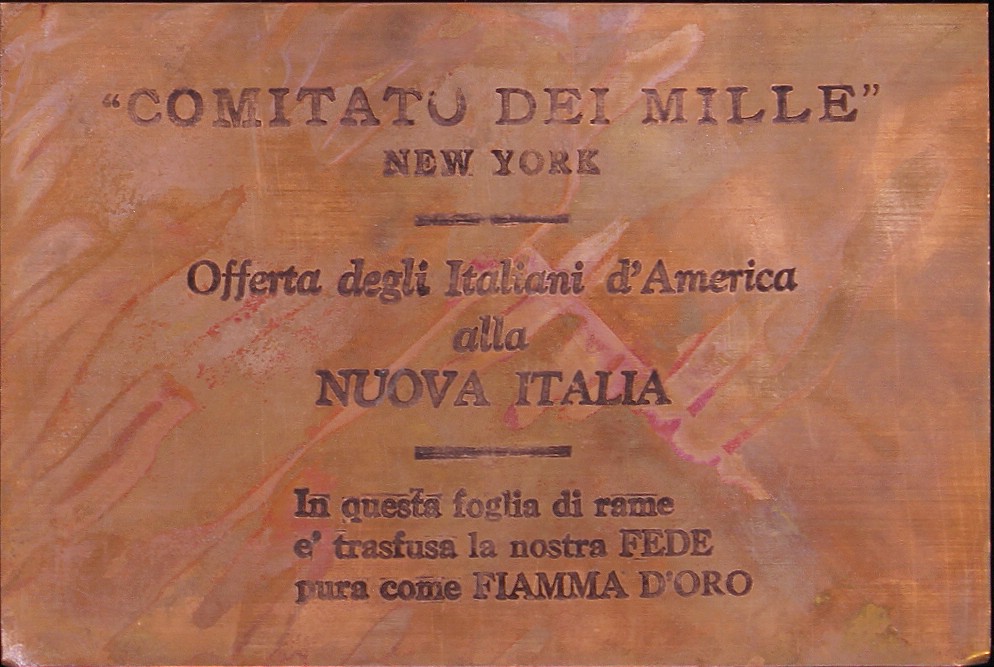 “COMITATO DEI MILLE”
NEW YORK
Offerta degli Italiani d’America
alla
NUOVA ITALIA
In questa foglia di rame
e’ trasfusa la nostra FEDE
pura come FIAMMA D’ORO